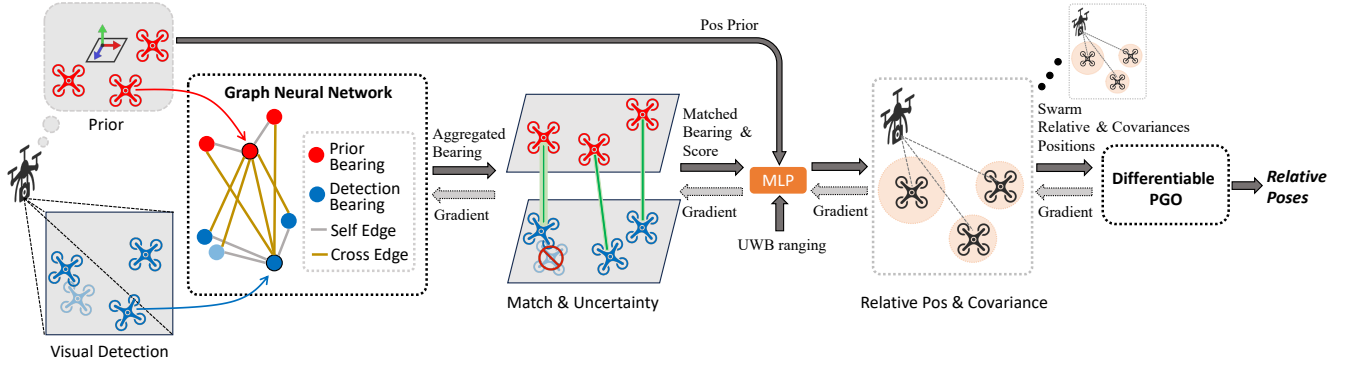 Prior
Visual Detection
Graph Neural Network
Prior
Bearing
Detection
Bearing
Self Edge
Cross Edge
Aggregated
Bearing
Gradient
Match & Uncertainty
Pos Prior
Matched
Bearing &
Score
Gradient
MLP
UWB ranging
Gradient
Relative Pos & Covariance
Swarm
Relative & Covariances
Positions
Gradient
Differentiable
PGO
Relative
Poses